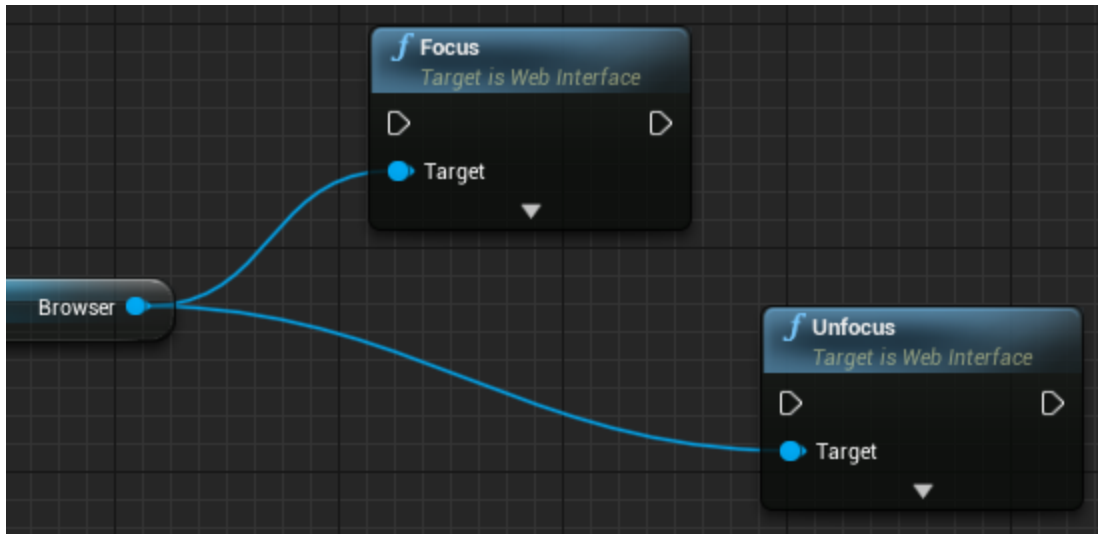 Focus
Target is Web Interface
Target
Browser
Unfocus
Target is Web Interface
Target